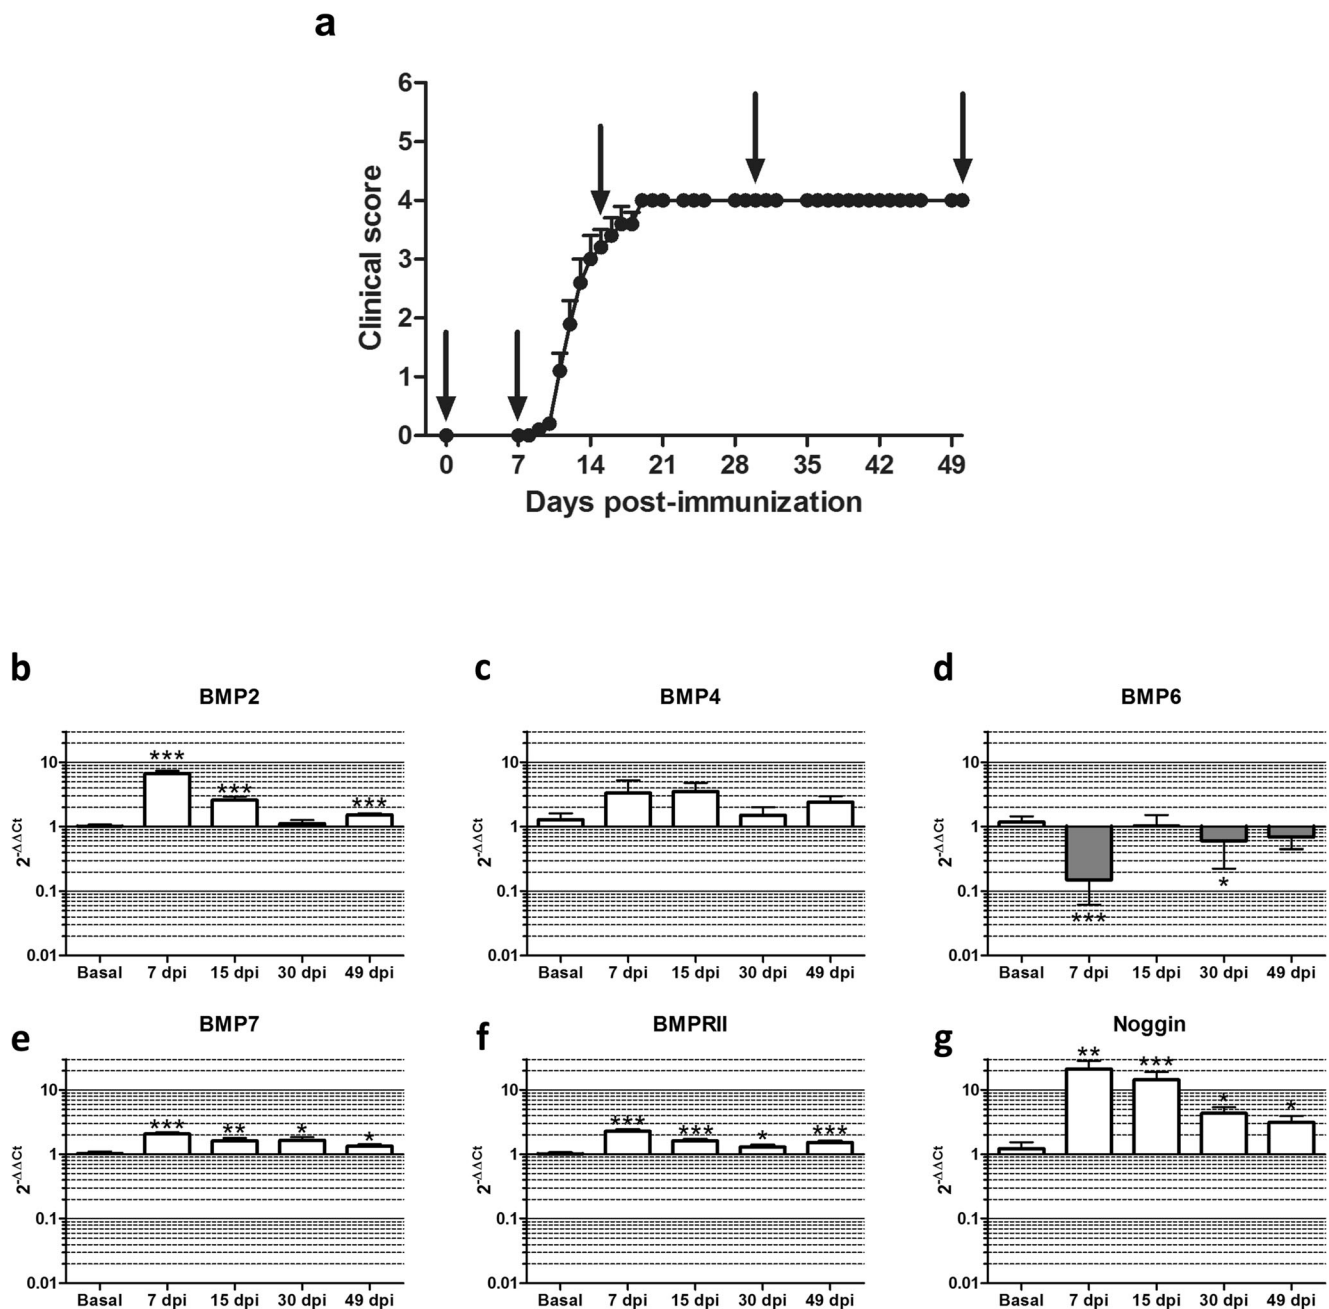 a
6
5
4
3
2
1
0
Clinical score
0 7 14 21 28 35 42 49
Days post-immunization
b c d
BMP2 BMP4 BMP6
10 10 10
*** *** ***
1 1 1
2^-ΔΔCt 2^-ΔΔCt 2^-ΔΔCt
0.1 0.1 0.1
*** *
0.01 0.01 0.01
Basal 7 dpi 15 dpi 30 dpi 49 dpi Basal 7 dpi 15 dpi 30 dpi 49 dpi Basal 7 dpi 15 dpi 30 dpi 49 dpi
e f g
BMP7 BMPRII Noggin
** *** * *
10 10 10
*** ** * * *** *** * ***
1 1 1
2^-ΔΔCt 2^-ΔΔCt 2^-ΔΔCt
0.1 0.1 0.1
0.01 0.01 0.01
Basal 7 dpi 15 dpi 30 dpi 49 dpi Basal 7 dpi 15 dpi 30 dpi 49 dpi Basal 7 dpi 15 dpi 30 dpi 49 dpi